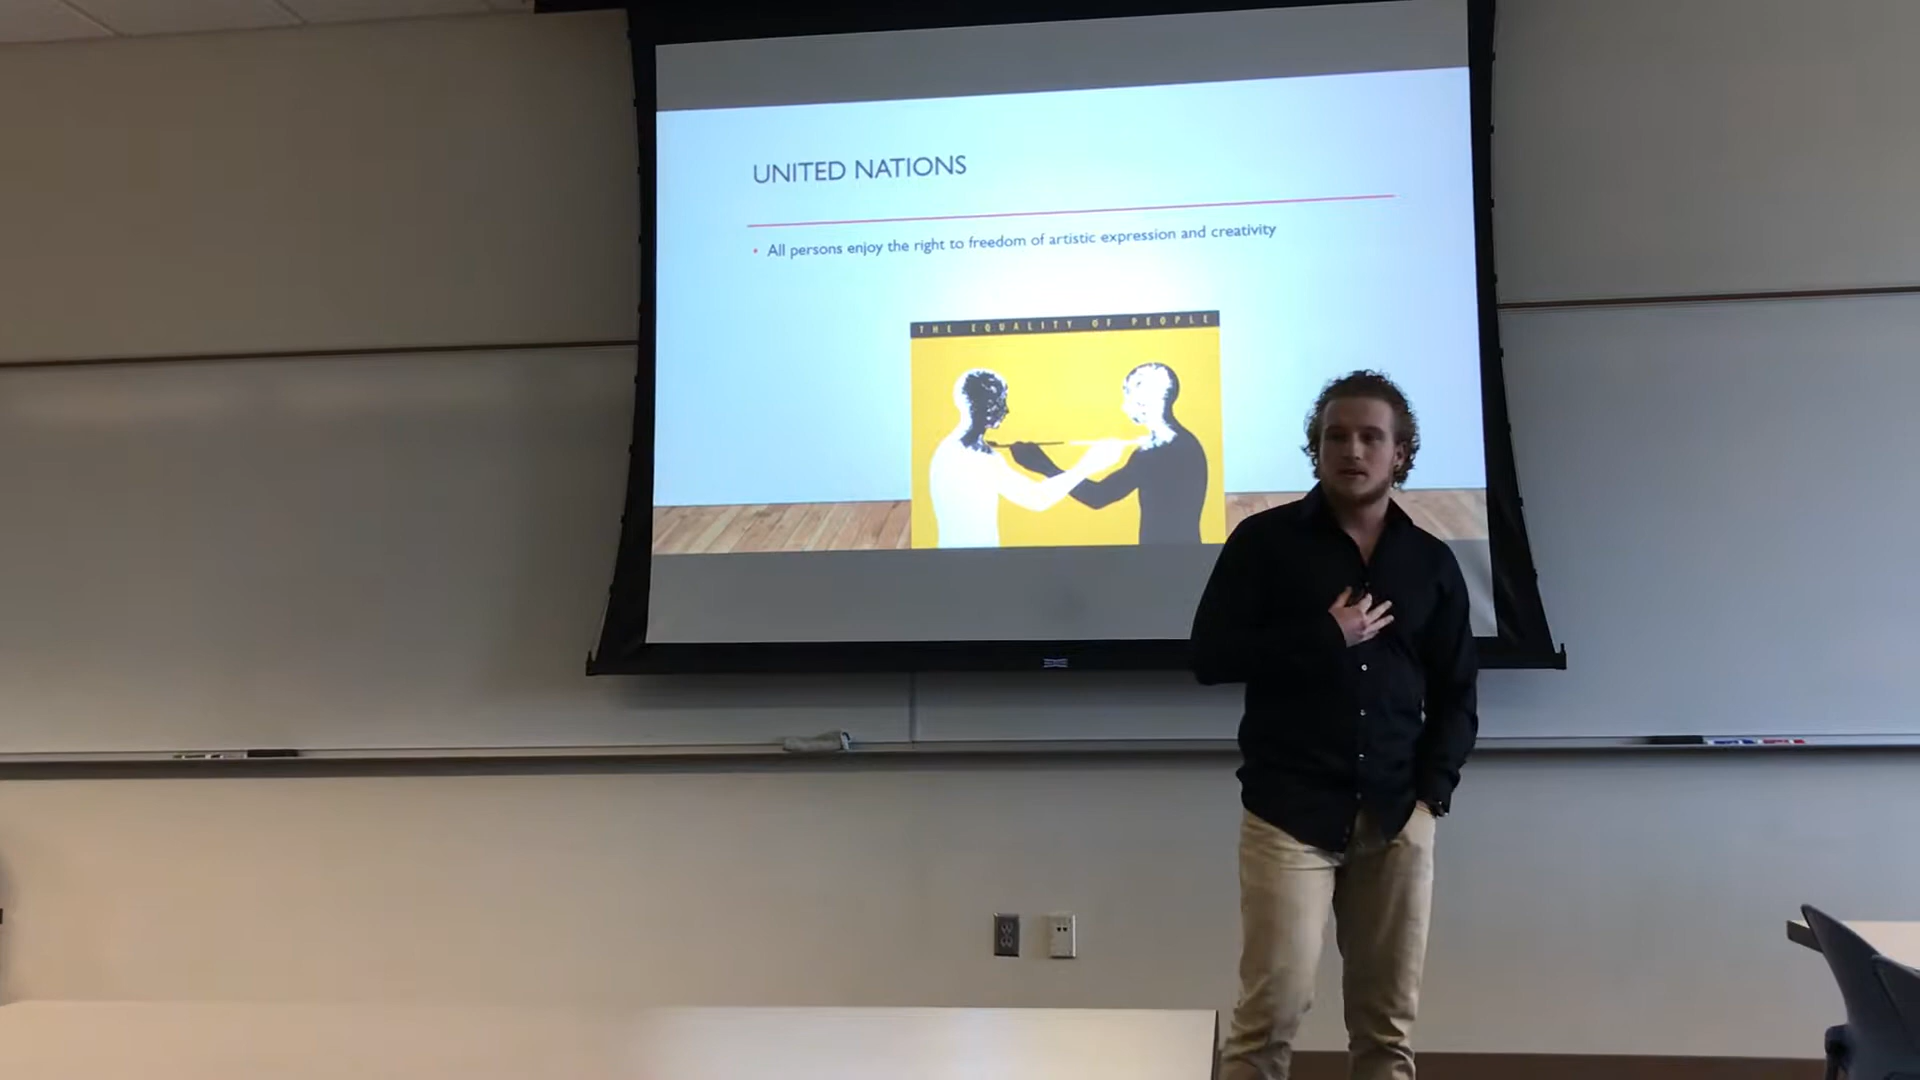 UNITED NATIONS
• All persons enjoy the right to freedom of artistic expression and creativity
THE EQUALITY OF PEOPLE